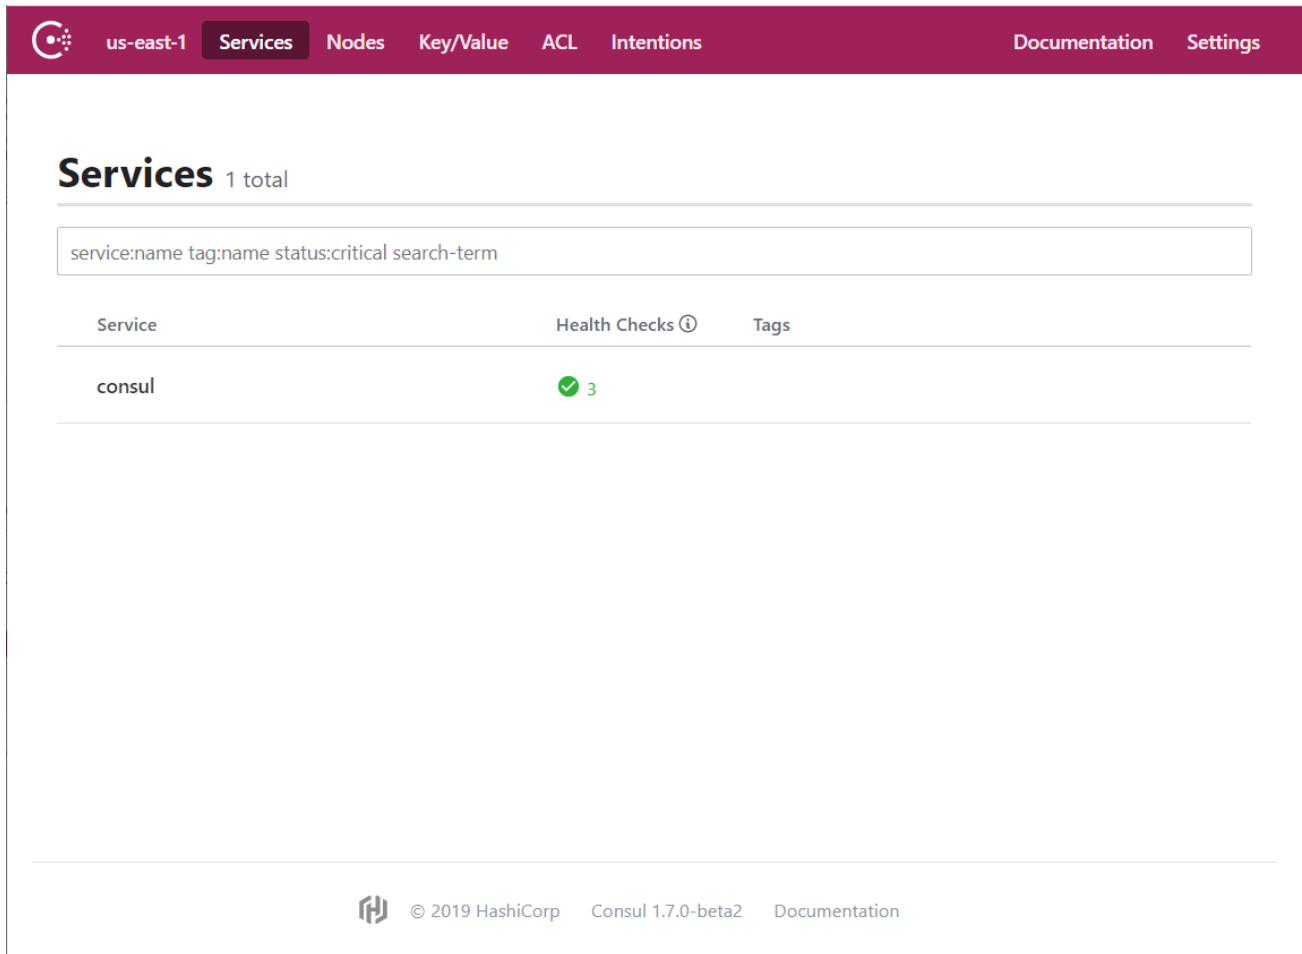 us-east-1 Services Nodes Key/Value ACL Intentions Documentation Settings
Services 1 total
service:name tag:name status:critical search-term
Service Health Checks Tags
consul 3
© 2019 HashiCorp Consul 1.7.0-beta2 Documentation